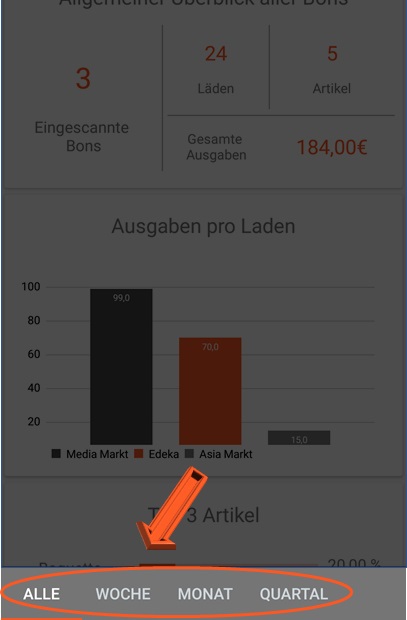 Allgemeiner Überblick aller Bons
3
Eingescannte
Bons
24
Läden
5
Artikel
Gesamte
Ausgaben
184,00€
Ausgaben pro Laden
100
80
60
40
20
99,0
70,0
15,0
Media Markt Edeka Asia Markt
3 Artikel
Baguette 20,00 %
ALLE WOCHE MONAT QUARTAL